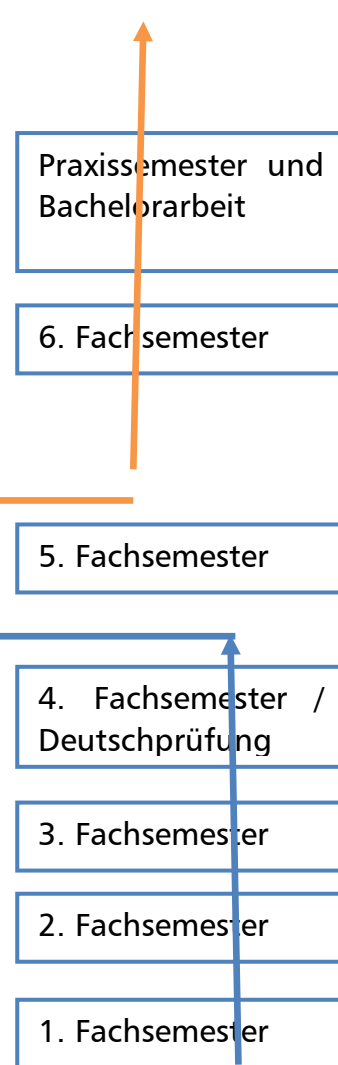 Praxissemester und
Bachelorarbeit
6. Fachsemester
5. Fachsemester
4. Fachsemester /
Deutschprüfung
3. Fachsemester
2. Fachsemester
1. Fachsemester